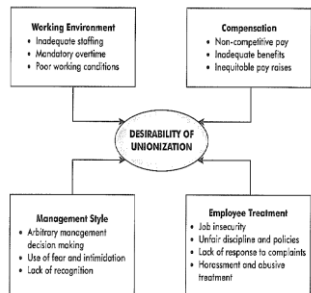 Working Environment
• Inadequate staffing
• Mandatory overtime
• Poor working conditions
Compensation
• Non-competitive pay
• Inadequate benefits
• Inequitable pay raises
DESIRABILITY OF
UNIONIZATION
Management Style
• Arbitrary management
decision making
• Use of fear and intimidation
• Lack of recognition
Employee Treatment
• Job insecurity
• Unfair discipline and policies
• Lack of response to complaints
• Harassment and abusive
treatment